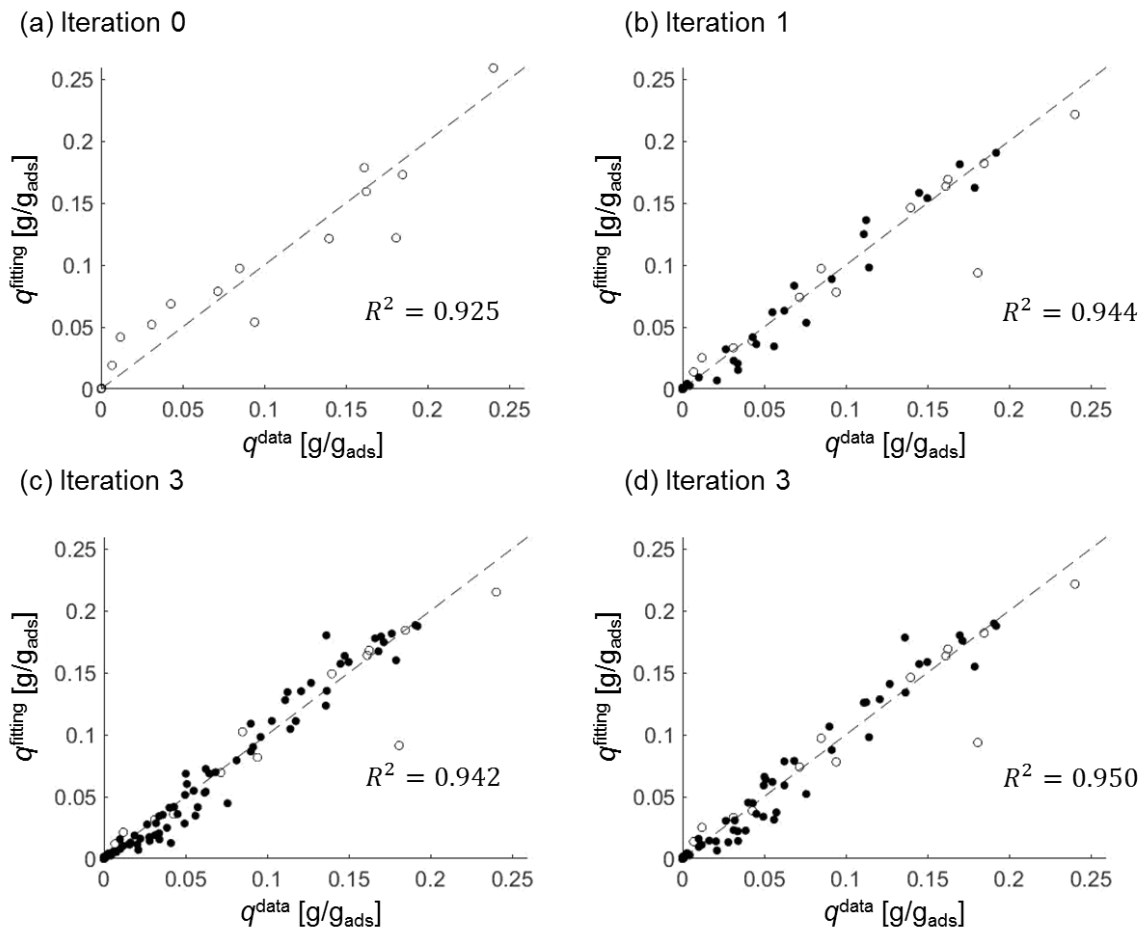 (a) Iteration 0
0.25
0.2
0.15
0.1
0.05
0
q^fitting [g/g_ads]
R² = 0.925
0 0.05 0.1 0.15 0.2 0.25
q^data [g/g_ads]
(b) Iteration 1
0.25
0.2
0.15
0.1
0.05
0
q^fitting [g/g_ads]
R² = 0.944
0 0.05 0.1 0.15 0.2 0.25
q^data [g/g_ads]
(c) Iteration 3
0.25
0.2
0.15
0.1
0.05
0
q^fitting [g/g_ads]
R² = 0.942
0 0.05 0.1 0.15 0.2 0.25
q^data [g/g_ads]
(d) Iteration 3
0.25
0.2
0.15
0.1
0.05
0
q^fitting [g/g_ads]
R² = 0.950
0 0.05 0.1 0.15 0.2 0.25
q^data [g/g_ads]